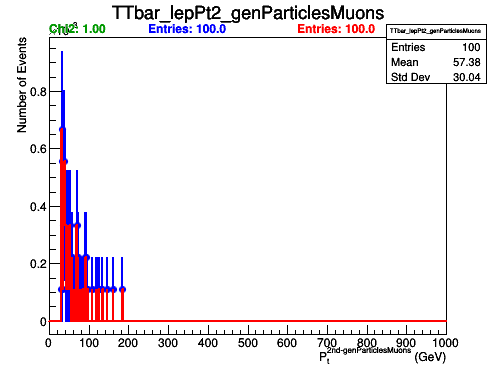 TTbar_lepPt2_genParticlesMuons
Chi2: 1.00 Entries: 100.0 Entries: 100.0
TTbar_lepPt2_genParticlesMuons
Entries 100
Mean 57.38
Std Dev 30.04
Number of Events
0.8
0.6
0.4
0.2
0
0 100 200 300 400 500 600 700 800 900 1000
P_t^2nd-genParticlesMuons (GeV)